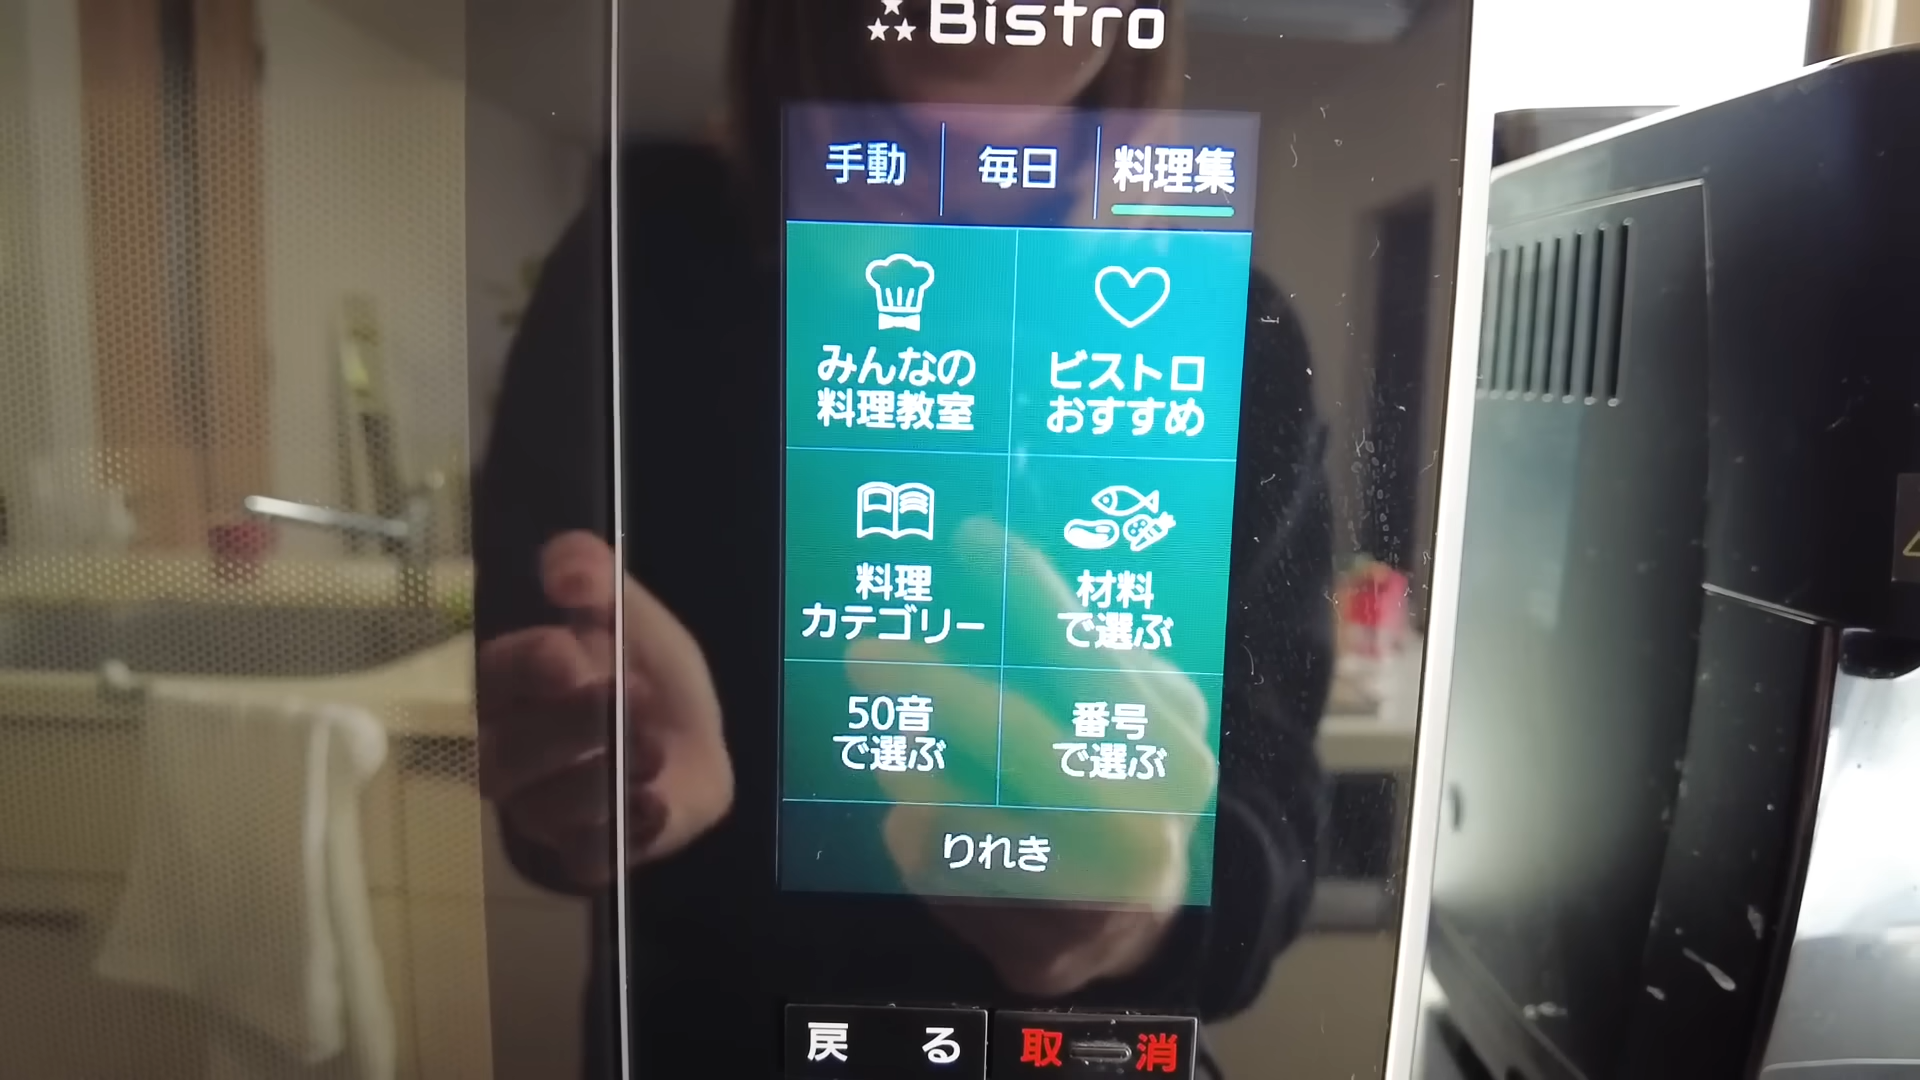 Bistro
手動 毎日 料理集
みんなの
料理教室
ビストロ
おすすめ
料理
カテゴリー
材料
で選ぶ
50音
で選ぶ
番号
で選ぶ
りれき
戻る 取消